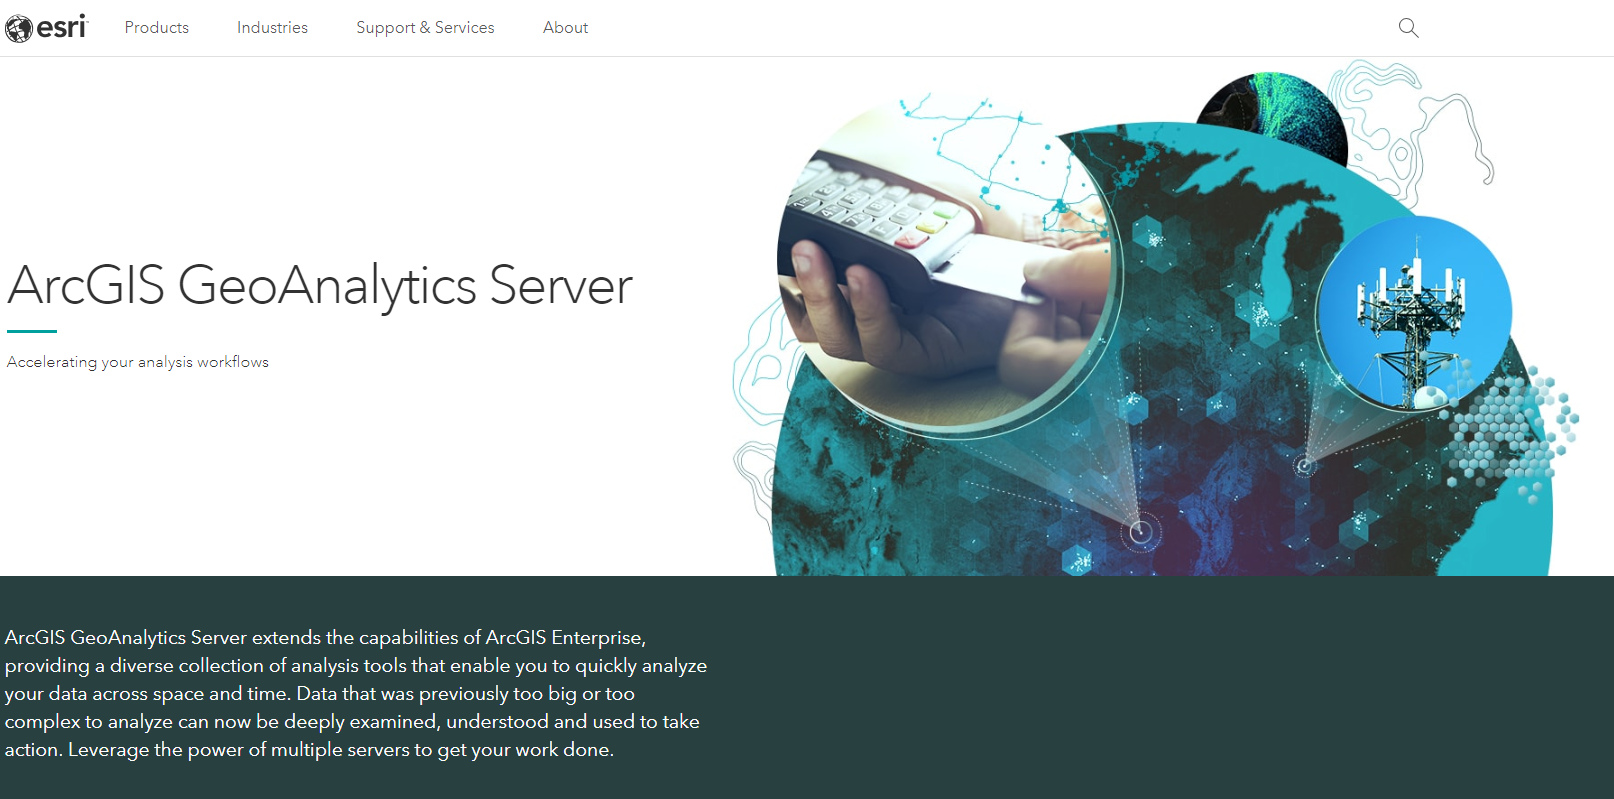 esri
Products
Industries
Support & Services
About
ArcGIS GeoAnalytics Server
Accelerating your analysis workflows
ArcGIS GeoAnalytics Server extends the capabilities of ArcGIS Enterprise,
providing a diverse collection of analysis tools that enable you to quickly analyze
your data across space and time. Data that was previously too big or too
complex to analyze can now be deeply examined, understood and used to take
action. Leverage the power of multiple servers to get your work done.